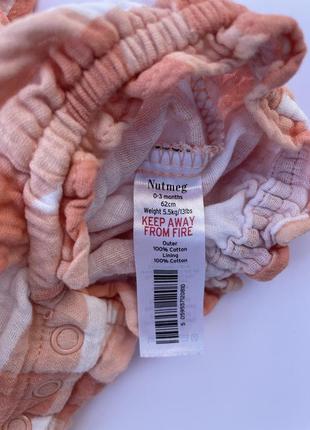 Nutmeg
0-3 months
62cm
Weight 5.5kg/13lbs
KEEP AWAY
FROM FIRE
Outer
100% Cotton
Lining
100% Cotton